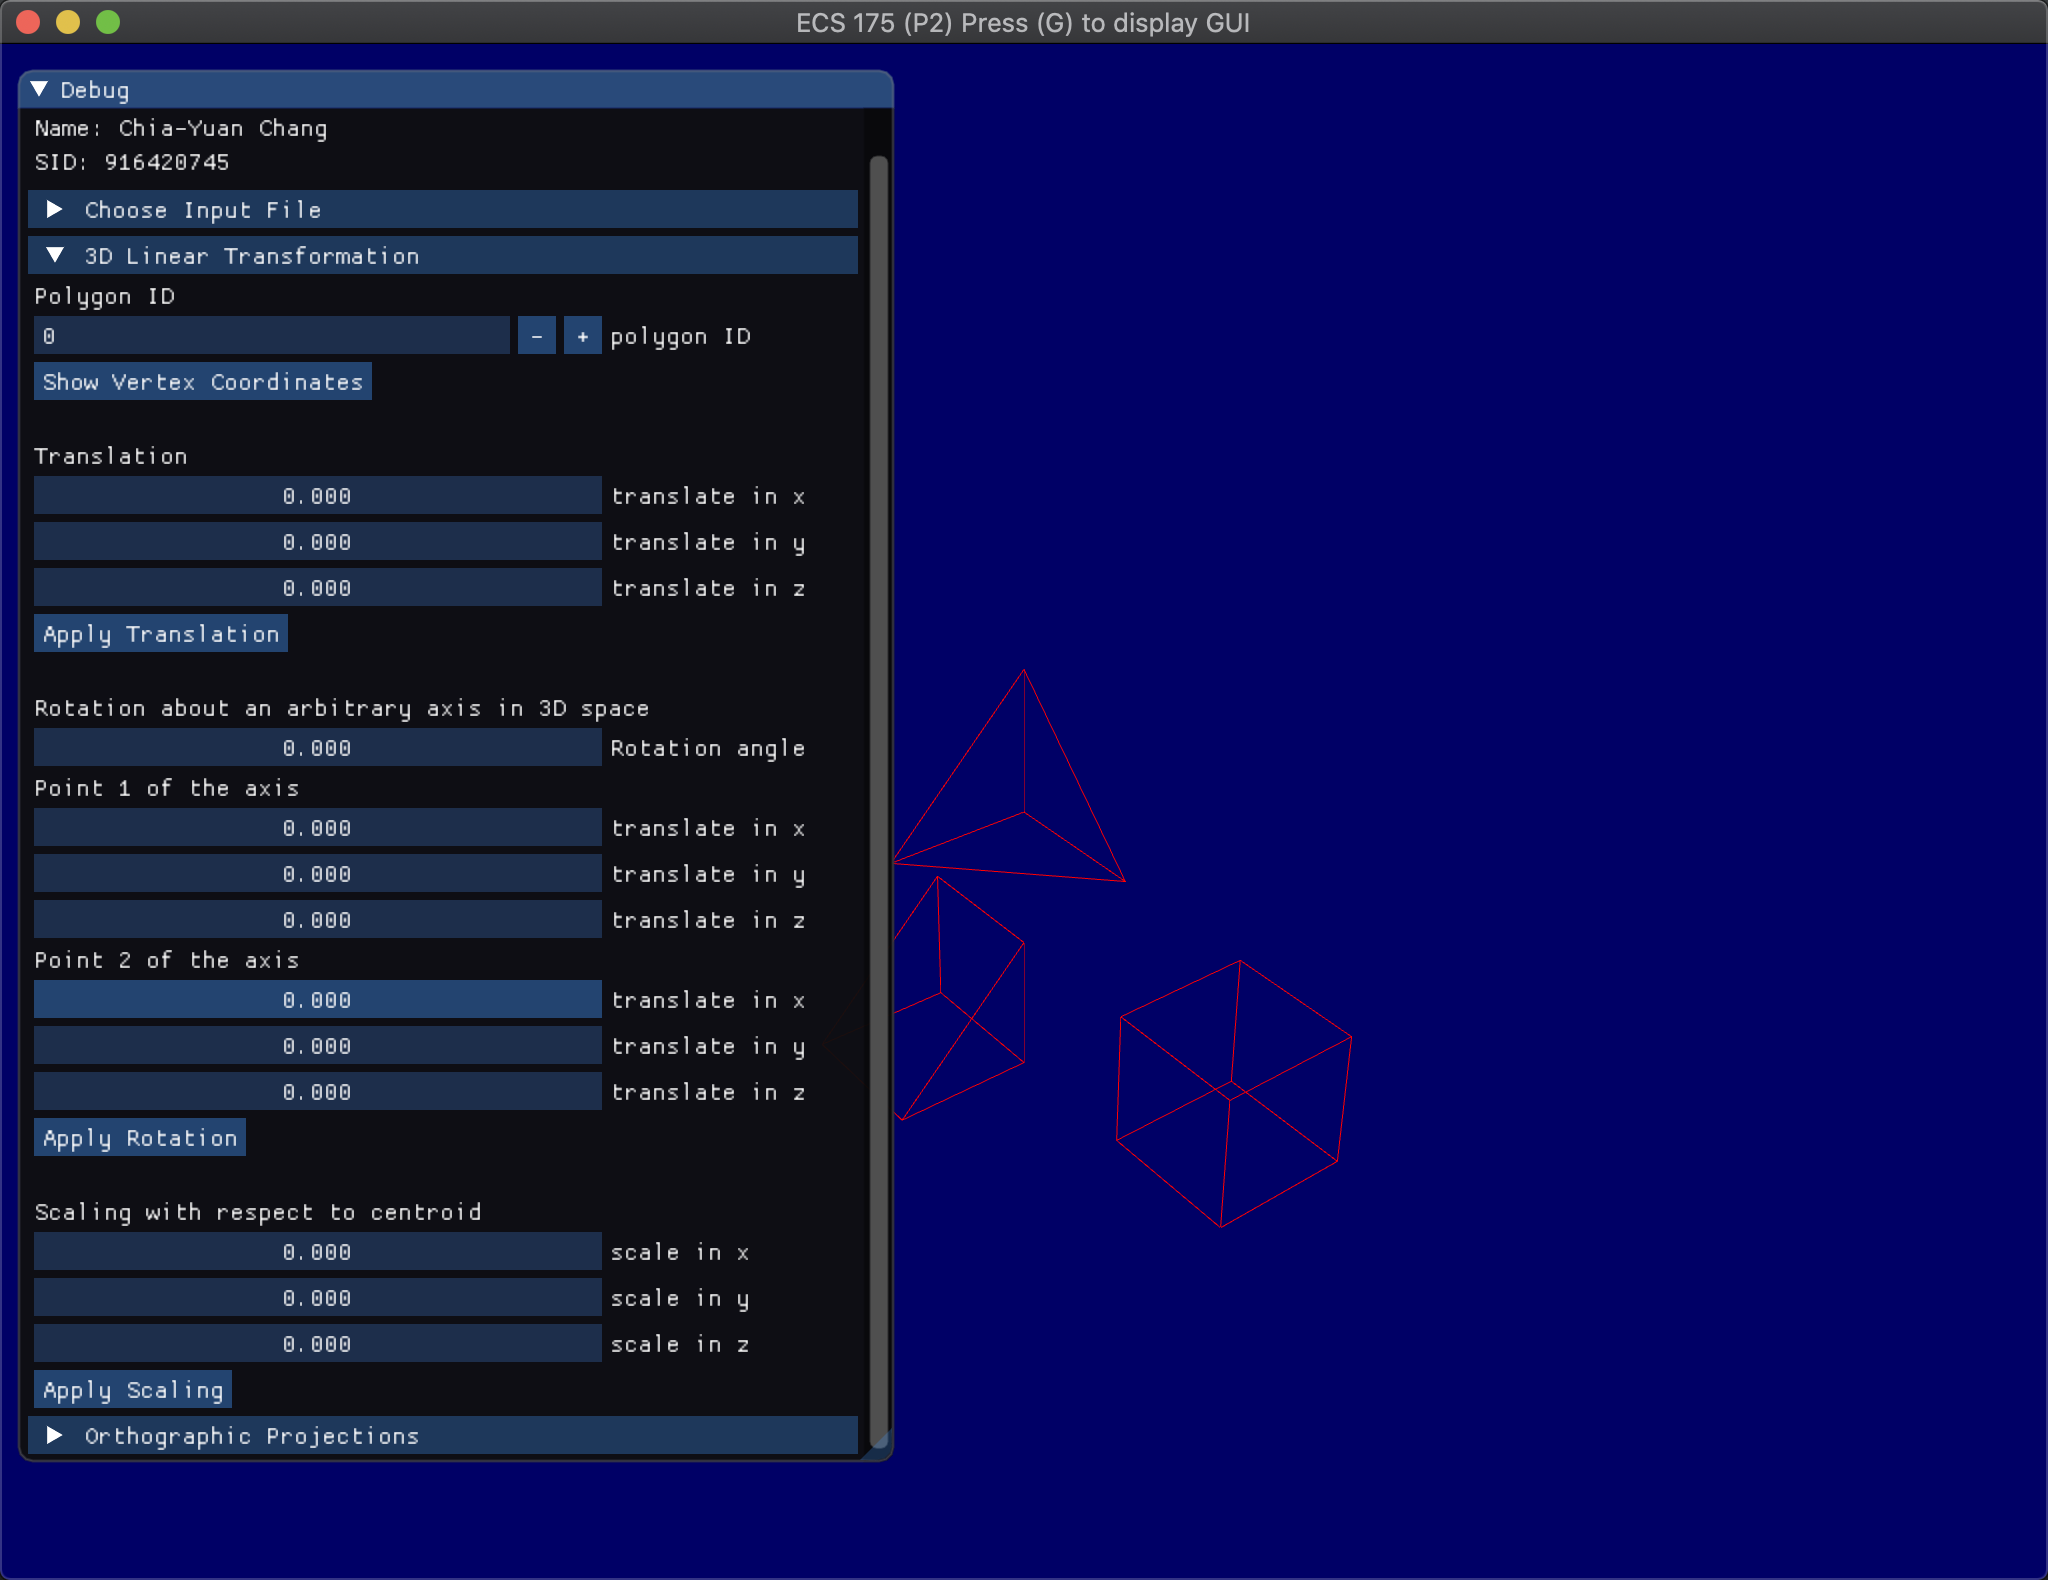 ECS 175 (P2) Press (G) to display GUI
Debug
Name: Chia-Yuan Chang
SID: 916420745
Choose Input File
3D Linear Transformation
Polygon ID
0 - + polygon ID
Show Vertex Coordinates
Translation
0.000 translate in x
0.000 translate in y
0.000 translate in z
Apply Translation
Rotation about an arbitrary axis in 3D space
0.000 Rotation angle
Point 1 of the axis
0.000 translate in x
0.000 translate in y
0.000 translate in z
Point 2 of the axis
0.000 translate in x
0.000 translate in y
0.000 translate in z
Apply Rotation
Scaling with respect to centroid
0.000 scale in x
0.000 scale in y
0.000 scale in z
Apply Scaling
Orthographic Projections